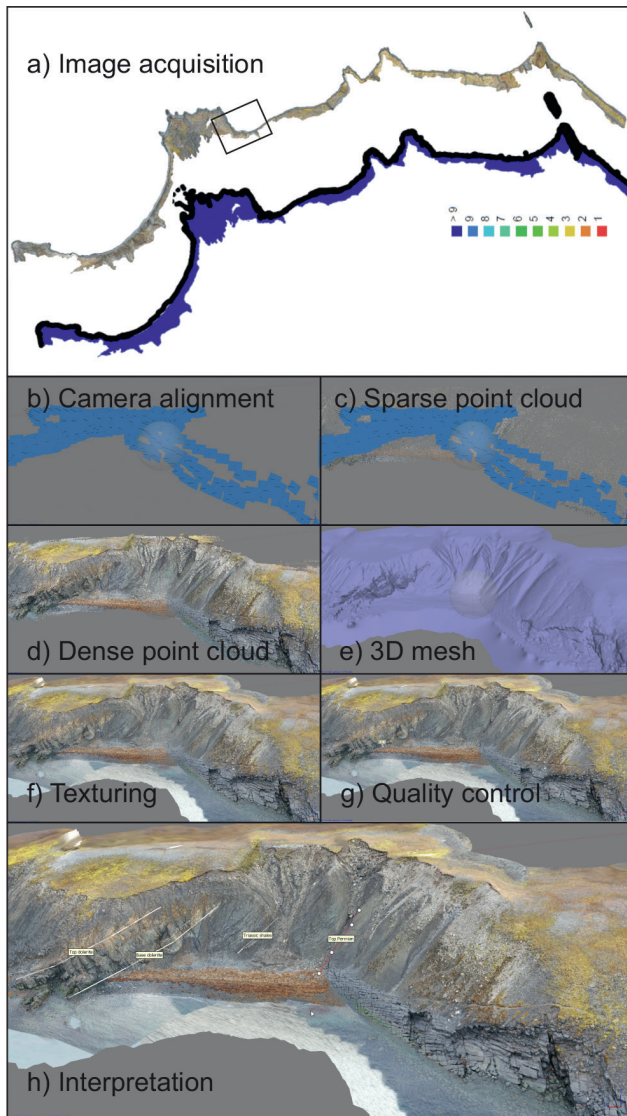 a) Image acquisition
> 9
9
8
7
6
5
4
3
2
1
b) Camera alignment
c) Sparse point cloud
d) Dense point cloud
e) 3D mesh
f) Texturing
g) Quality control
Top dolerite
Base dolerite
Triassic shales
Top Permian
h) Interpretation